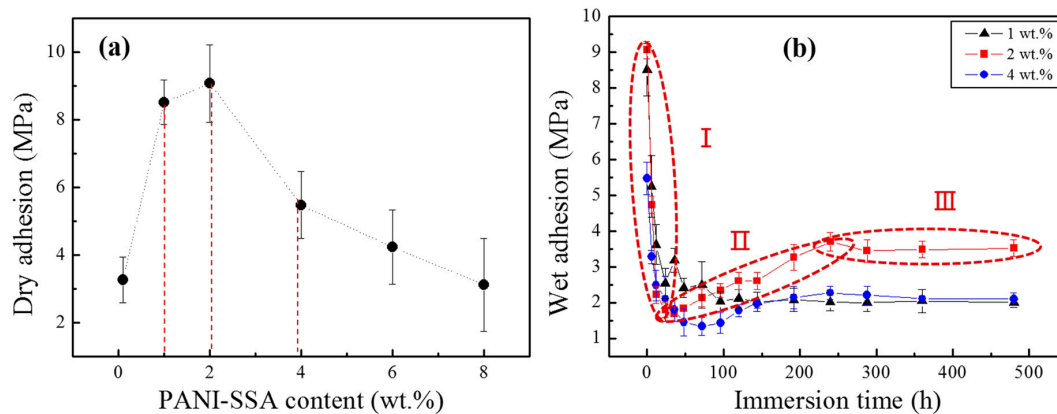 (a)
Dry adhesion (MPa)
10
8
6
4
2
0
2
4
6
8
PANI-SSA content (wt.%)
(b)
1 wt.%
2 wt.%
4 wt.%
Wet adhesion (MPa)
10
9
8
7
6
5
4
3
2
1
I
II
III
0
100
200
300
400
500
Immersion time (h)